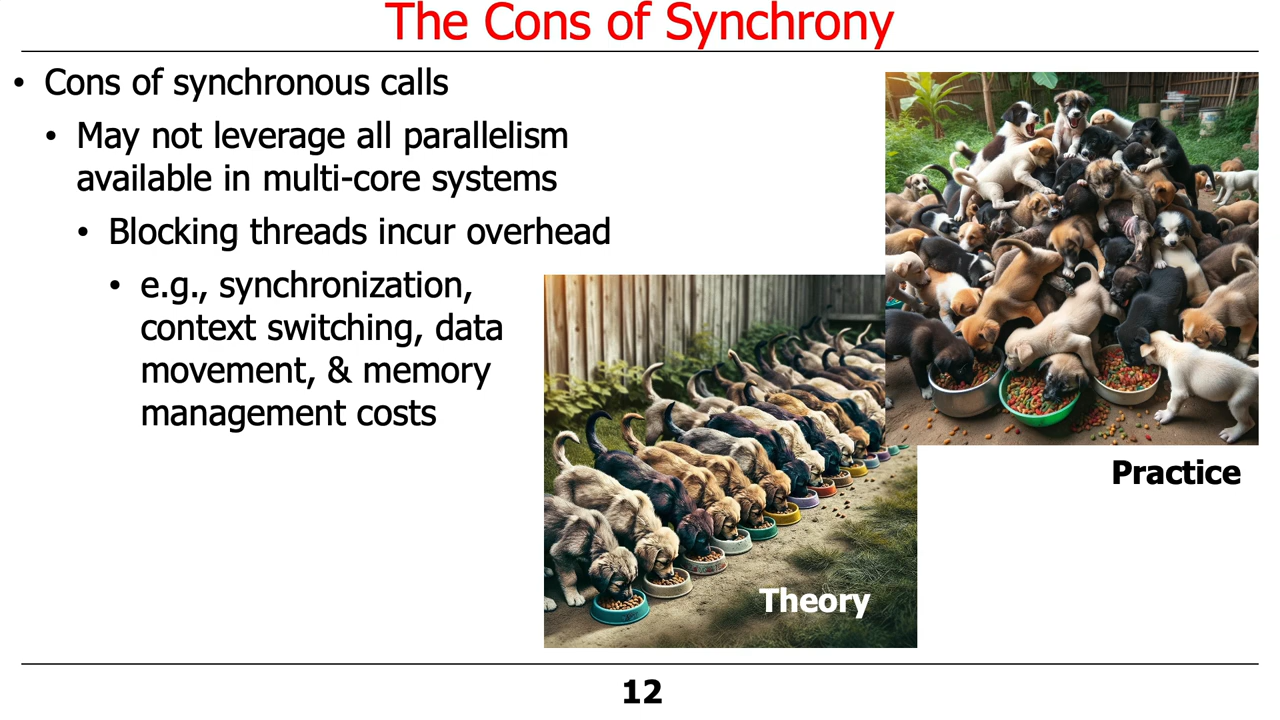 The Cons of Synchrony
• Cons of synchronous calls
• May not leverage all parallelism
available in multi-core systems
• Blocking threads incur overhead
• e.g., synchronization,
context switching, data
movement, & memory
management costs
Practice
Theory
12